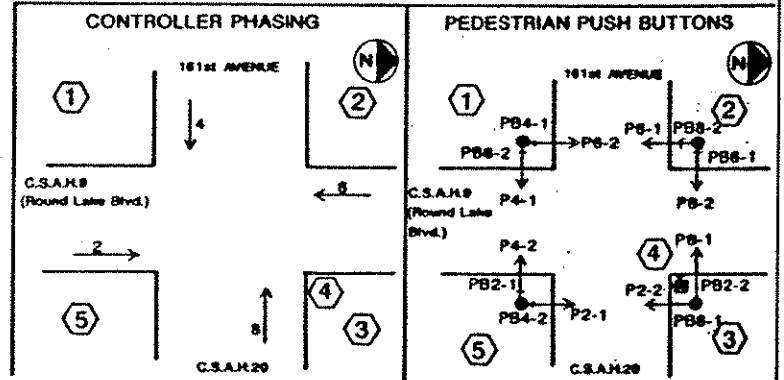 CONTROLLER PHASING
161st AVENUE
N
1
2
4
C.S.A.H.9
(Round Lake Blvd.)
6
2
5
8
4
3
C.S.A.H.20
PEDESTRIAN PUSH BUTTONS
161st AVENUE
N
1
2
PB4-1
P6-1
PB8-2
PB6-2
P6-2
PB6-1
C.S.A.H.9
(Round Lake
Blvd.)
P4-1
P8-2
P4-2
4
P8-1
PB2-1
P2-2
PB2-2
PB4-2
P2-1
PB8-1
5
3
C.S.A.H.20